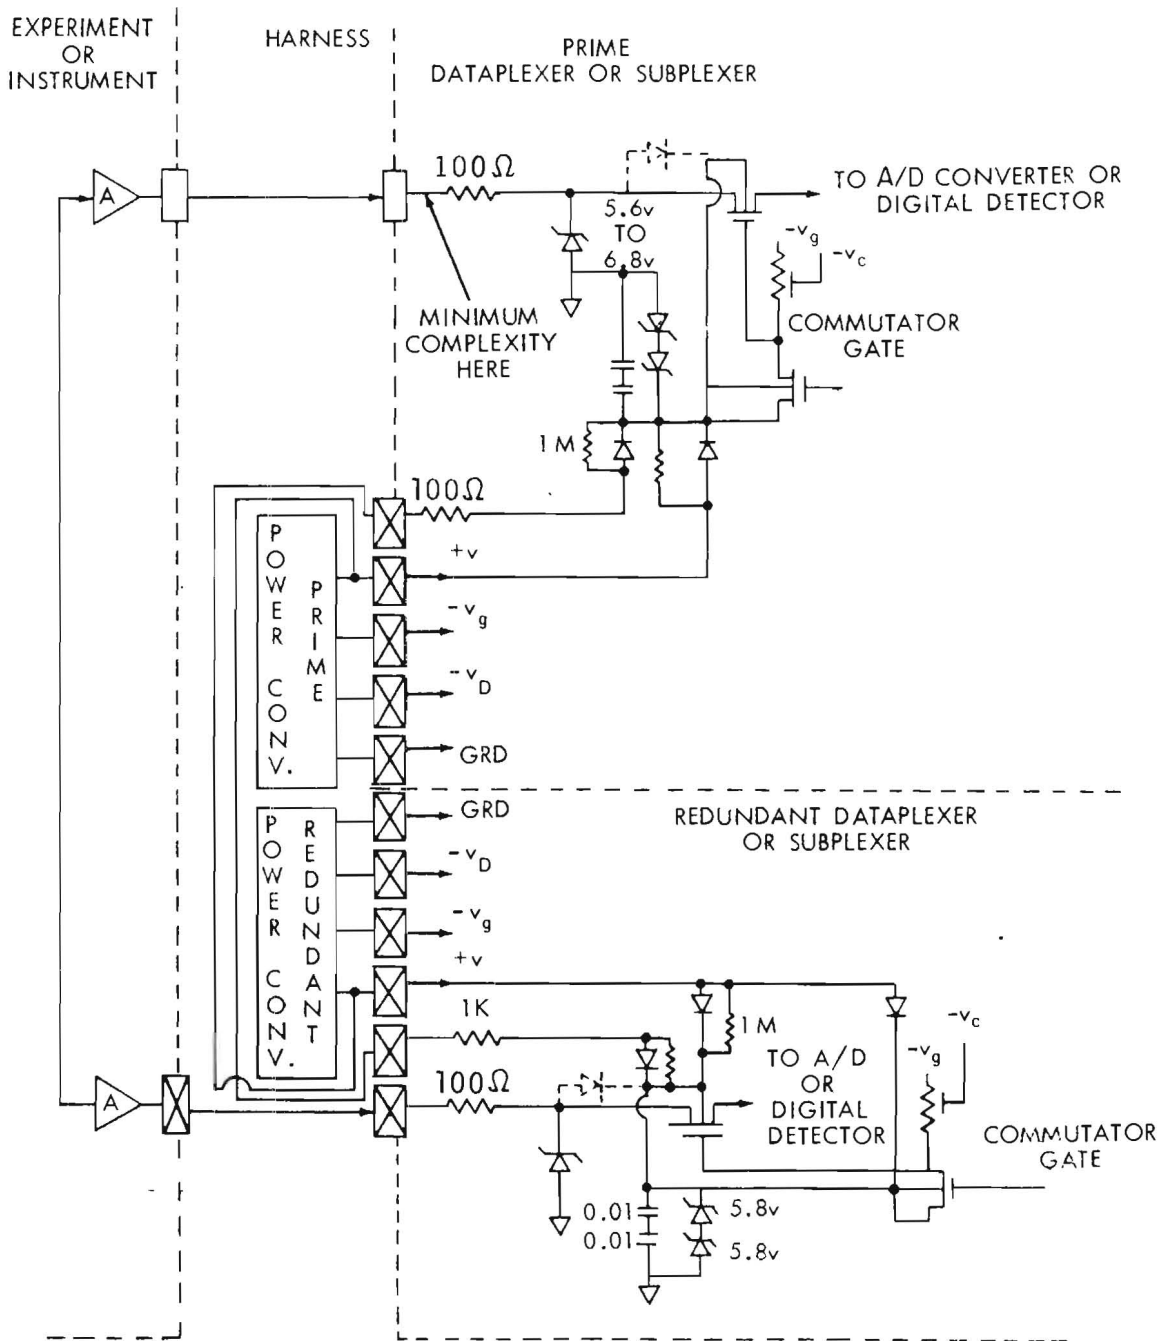 EXPERIMENT
OR
INSTRUMENT
HARNESS
PRIME
DATAPLEXER OR SUBPLEXER
A
100Ω
TO A/D CONVERTER OR
DIGITAL DETECTOR
5.6v
TO
6.8v
-vg
-vc
MINIMUM
COMPLEXITY
HERE
COMMUTATOR
GATE
1M
100Ω
POWER CONV.
PRIME
+v
-vg
-vD
GRD
GRD
REDUNDANT DATAPLEXER
OR SUBPLEXER
POWER CONV.
REDUNDANT
-vD
-vg
+v
1K
1M
-vc
-vg
TO A/D
OR
DIGITAL
DETECTOR
100Ω
A
COMMUTATOR
GATE
0.01
5.8v
0.01
5.8v